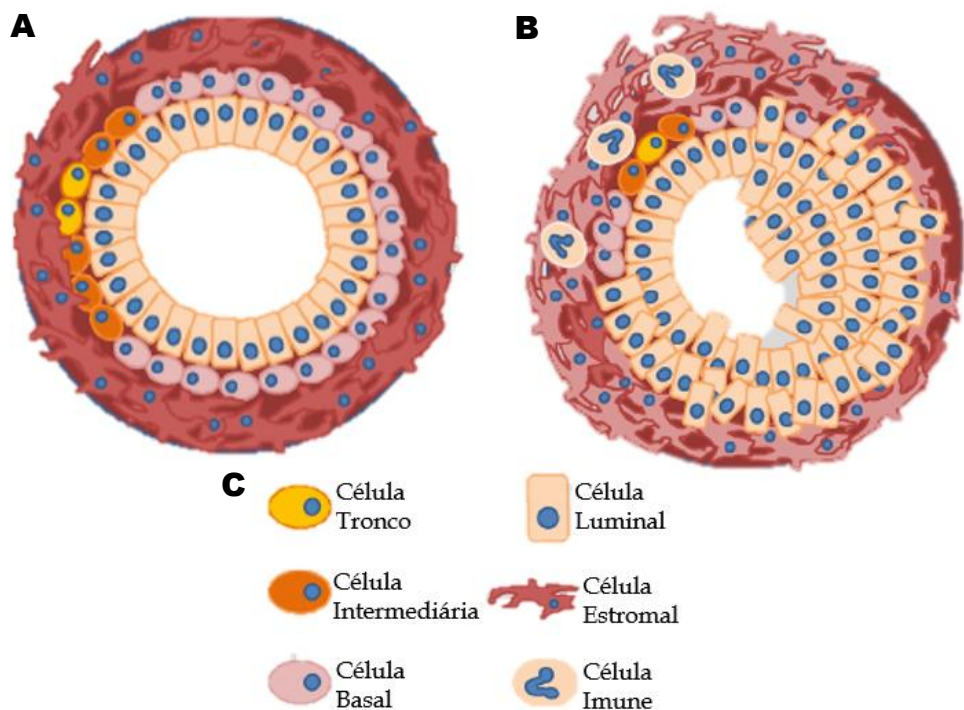 A
B
C
Célula
Tronco
Célula
Luminal
Célula
Intermediária
Célula
Estromal
Célula
Basal
Célula
Imune